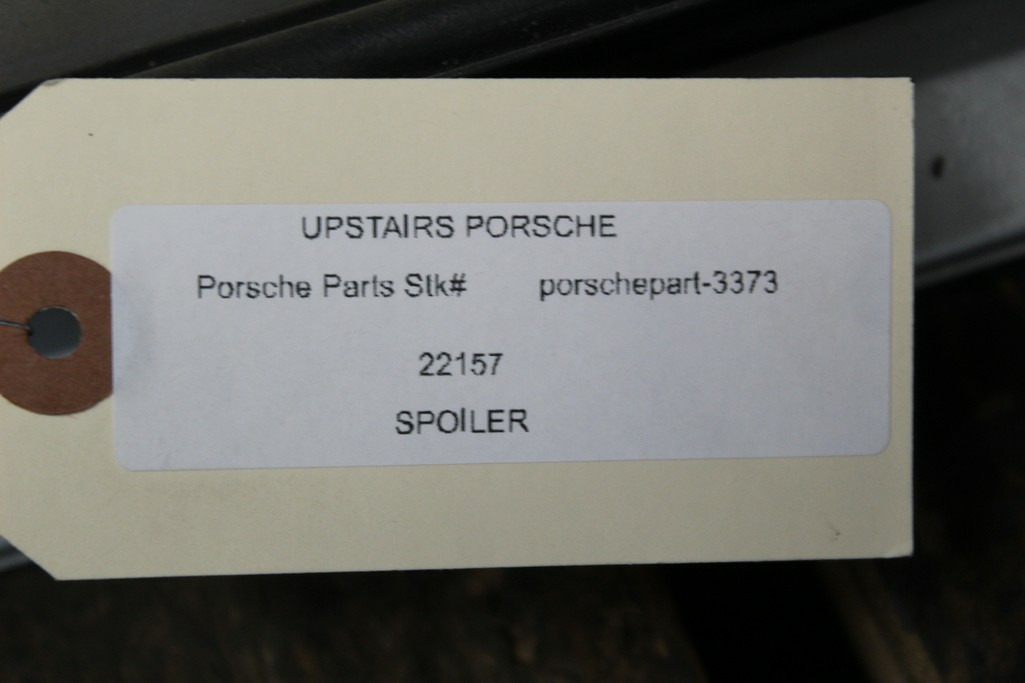 UPSTAIRS PORSCHE
Porsche Parts Stk# porschepart-3373
22157
SPOILER